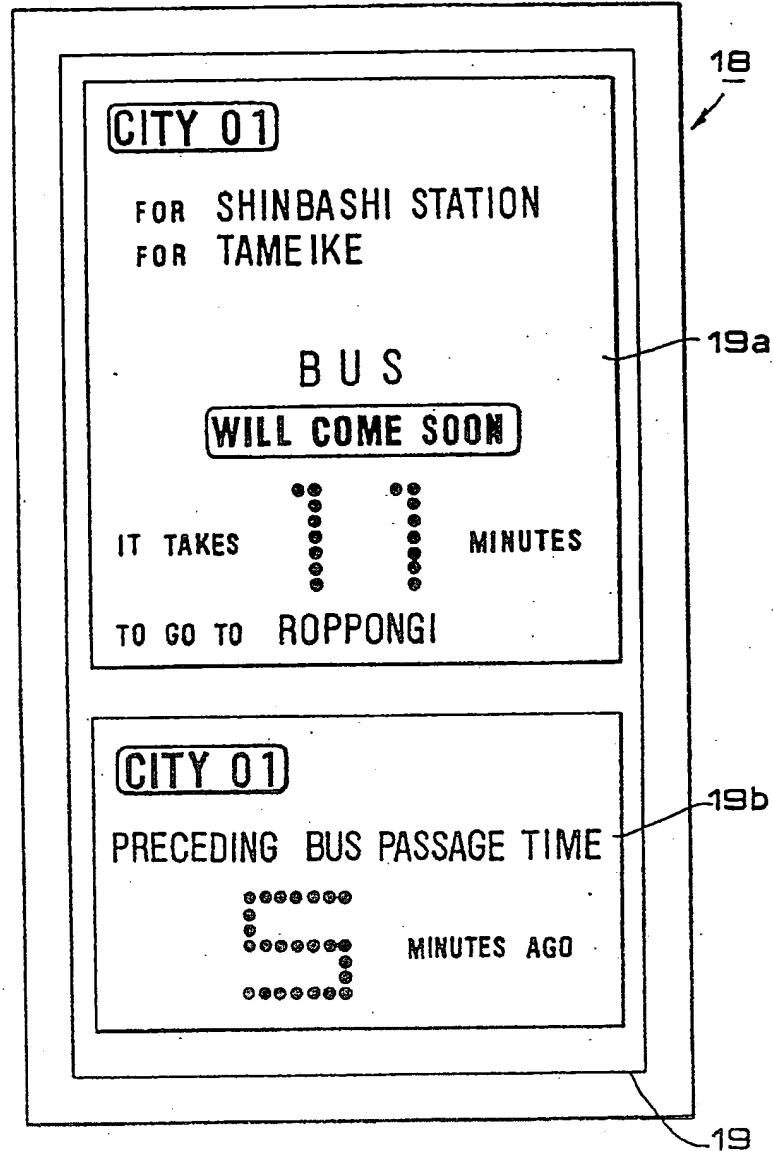 18
CITY 01
FOR SHINBASHI STATION
FOR TAMEIKE
19a
BUS
WILL COME SOON
IT TAKES 11 MINUTES
TO GO TO ROPPONGI
CITY 01
19b
PRECEDING BUS PASSAGE TIME
5 MINUTES AGO
19